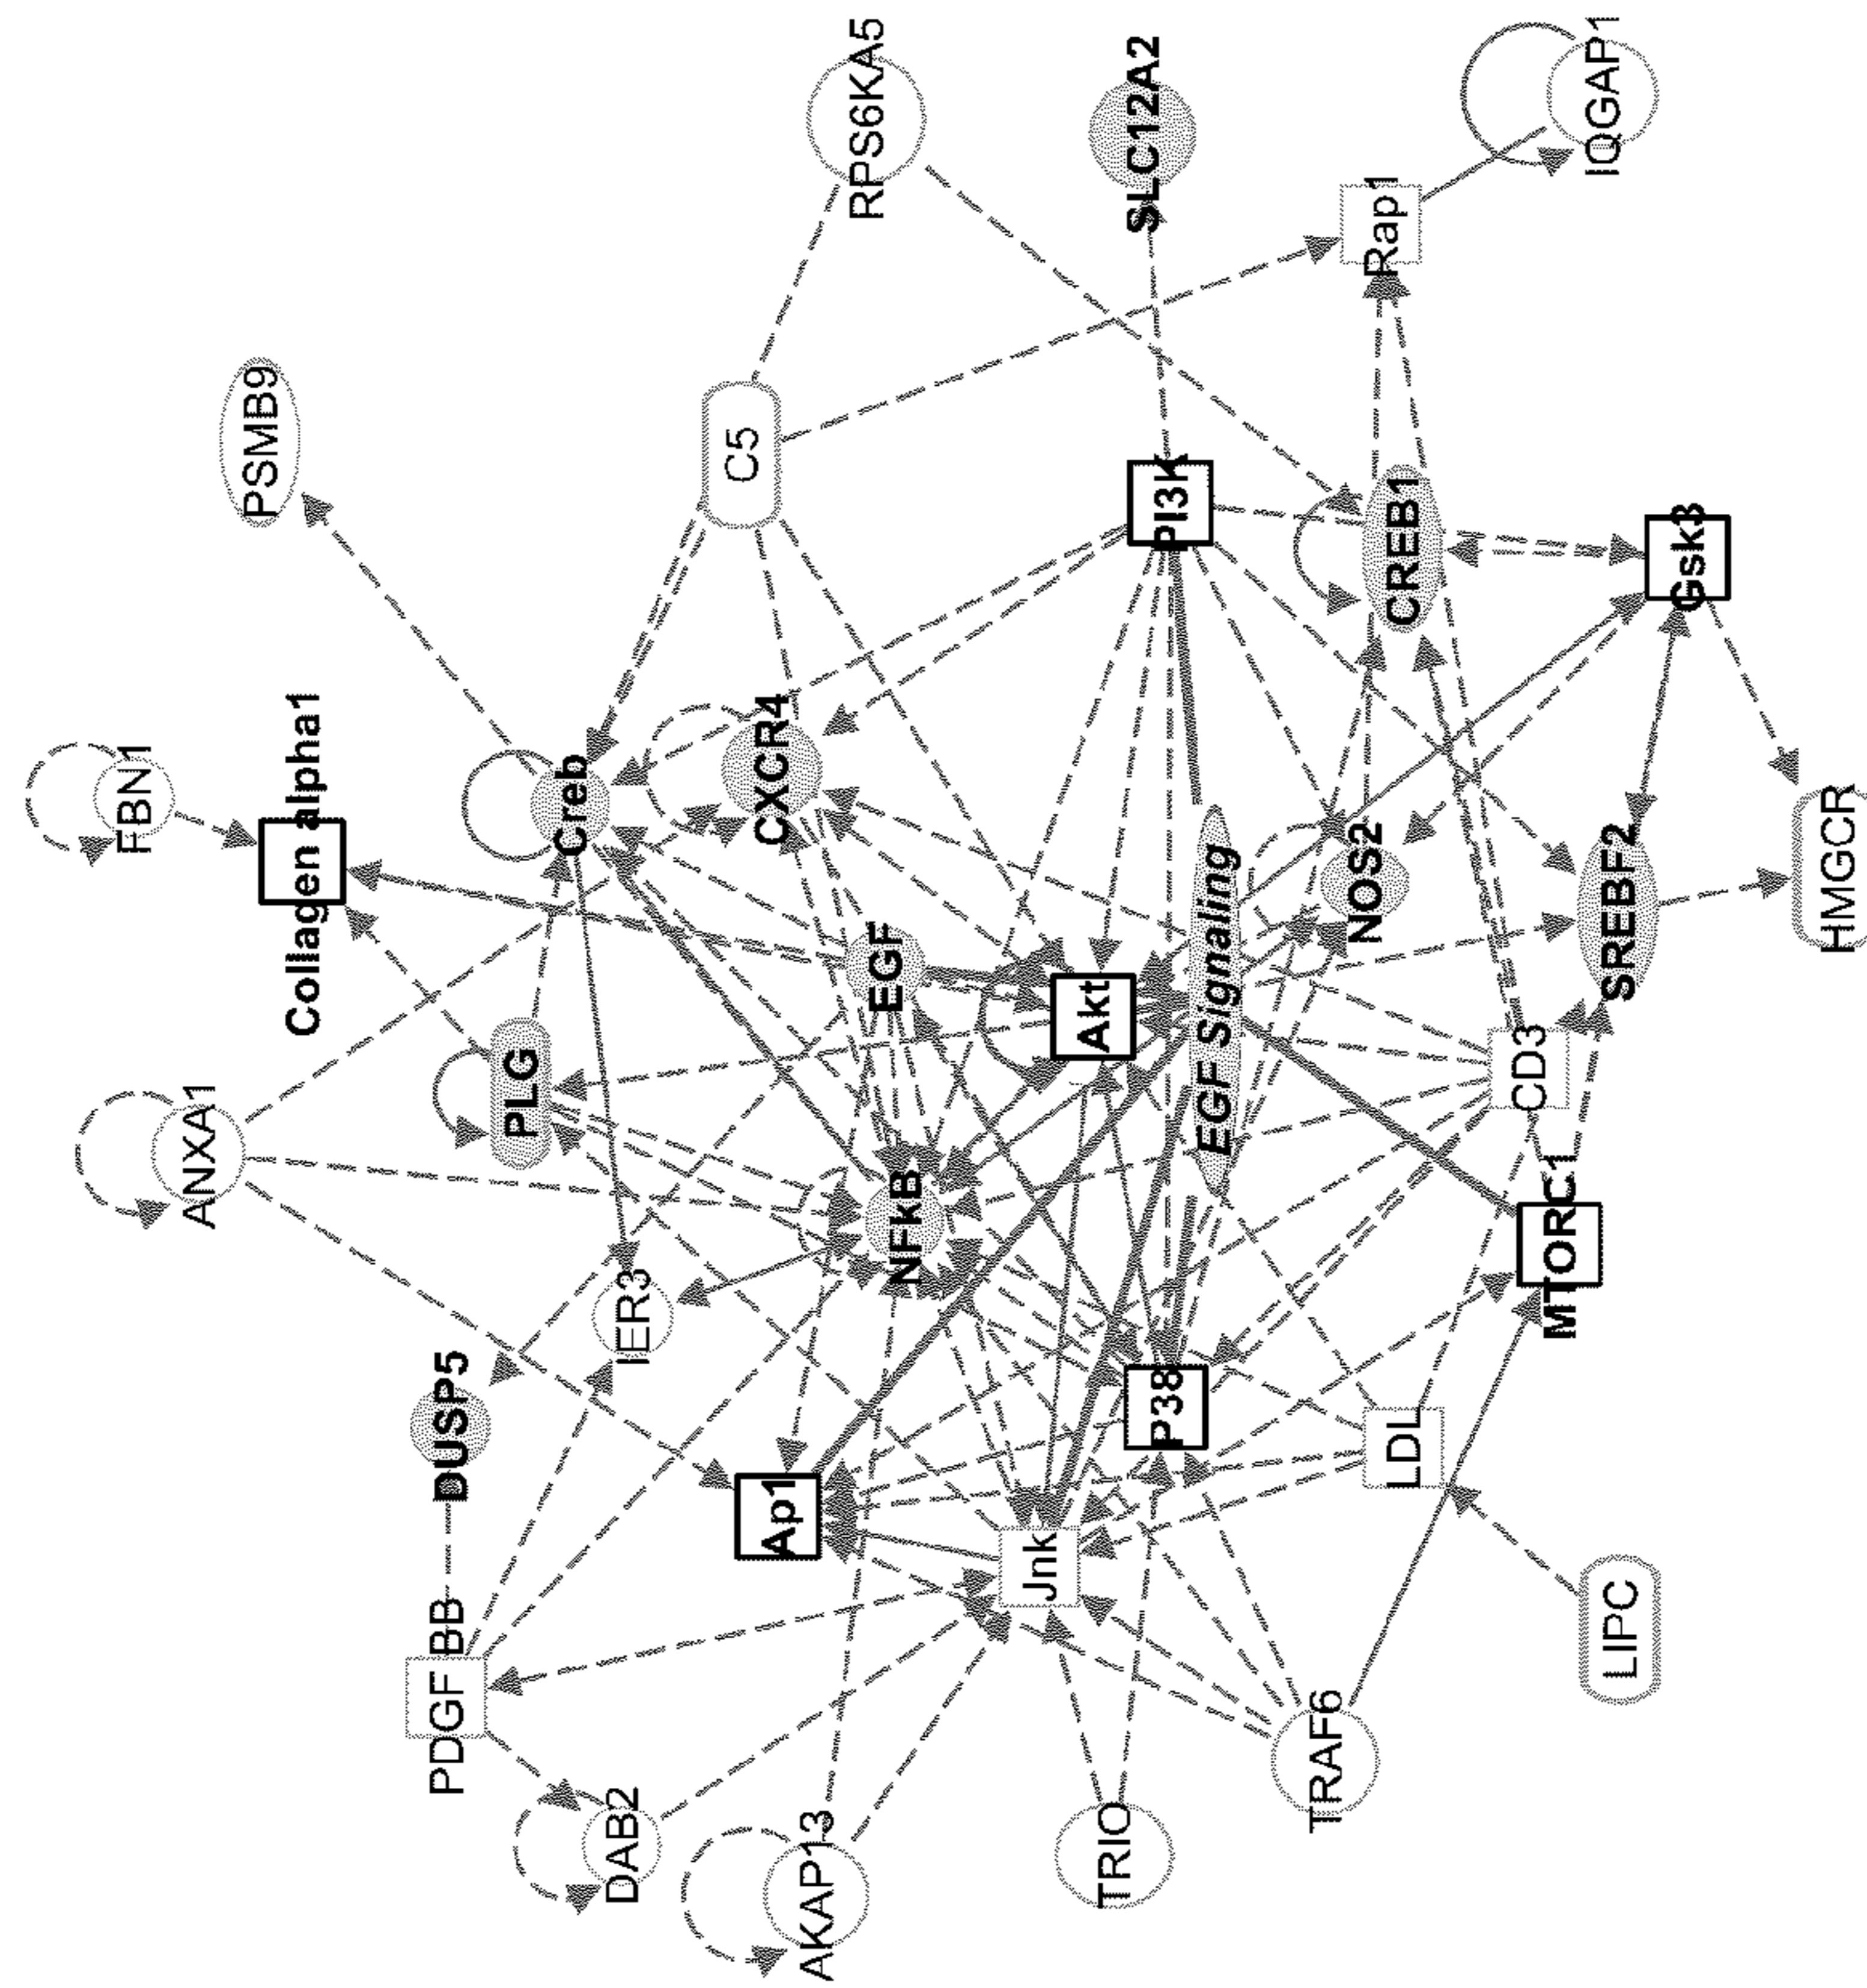 FBN1
PSMB9
ANXA1
Collagen alpha1
DUSP5
PDGF BB
PLG
Creb
IER3
DAB2
C5
CXCR4
RPS6KA5
EGF
NFkB
Ap1
AKAP13
Akt
Jnk
TRIO
SLC12A2
PI3K
EGF Signaling
P38
TRAF6
Rap1
CREB1
NOS2
LDL
CD3
MTORC1
IQGAP1
SREBF2
LIPC
Gsk3
HMGCR